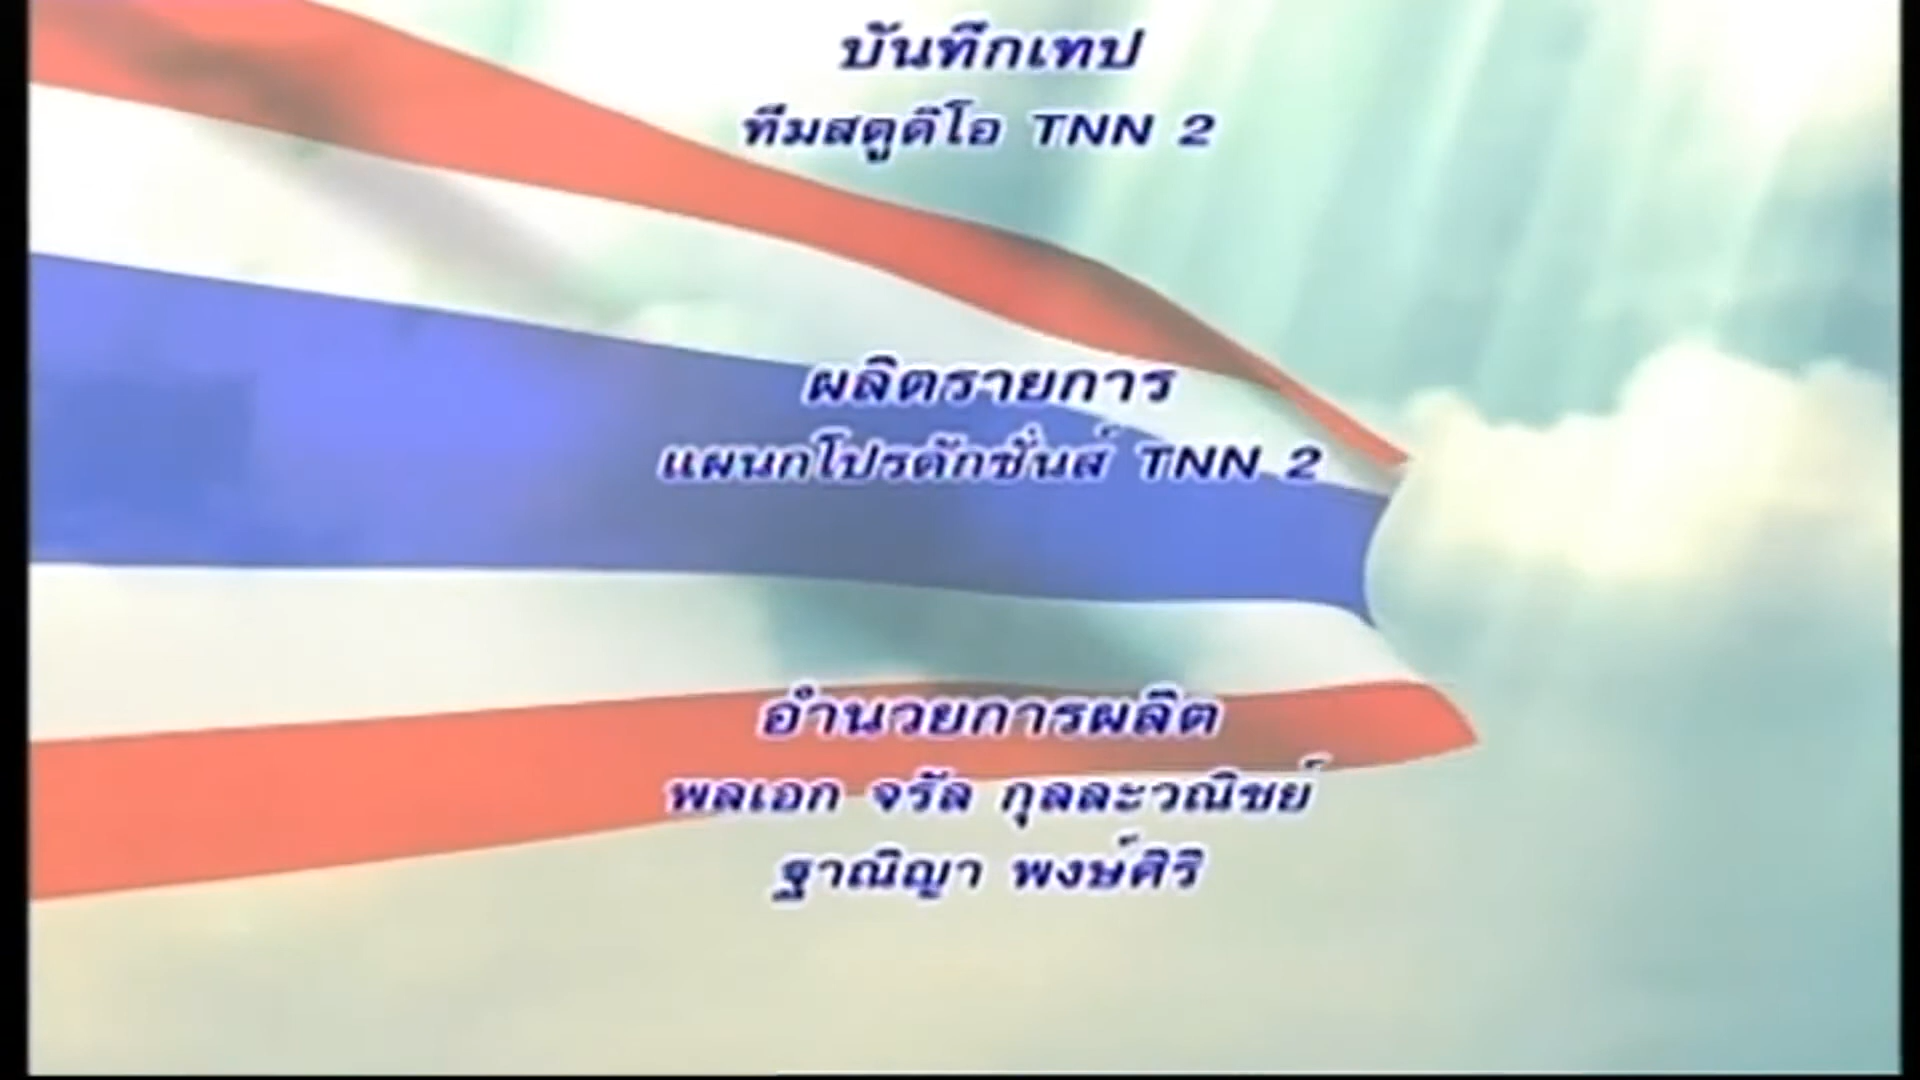 บันทึกเทป
ทีมสตูดิโอ TNN 2
ผลิตรายการ
แผนกโปรดักชั่นส์ TNN 2
อำนวยการผลิต
พลเอก จรัล กุลละวณิชย์
ฐาณิญา พงษ์ศิริ